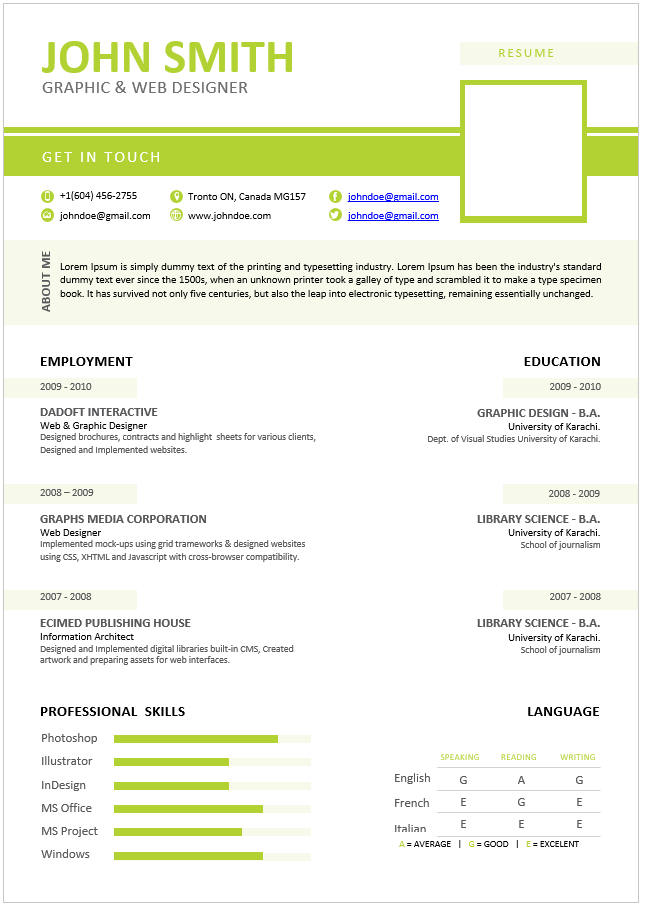 JOHN SMITH
GRAPHIC & WEB DESIGNER
RESUME
GET IN TOUCH
+1(604) 456-2755
Tronto ON, Canada MG157
johndoe@gmail.com
johndoe@gmail.com
www.johndoe.com
johndoe@gmail.com
ABOUT ME
Lorem Ipsum is simply dummy text of the printing and typesetting industry. Lorem Ipsum has been the industry's standard
dummy text ever since the 1500s, when an unknown printer took a galley of type and scrambled it to make a type specimen
book. It has survived not only five centuries, but also the leap into electronic typesetting, remaining essentially unchanged.
EMPLOYMENT
2009 - 2010
DADOFT INTERACTIVE
Web & Graphic Designer
Designed brochures, contracts and highlight sheets for various clients,
Designed and Implemented websites.
2008 – 2009
GRAPHS MEDIA CORPORATION
Web Designer
Implemented mock-ups using grid trameworks & designed websites
using CSS, XHTML and Javascript with cross-browser compatibility.
2007 - 2008
ECIMED PUBLISHING HOUSE
Information Architect
Designed and Implemented digital libraries built-in CMS, Created
artwork and preparing assets for web interfaces.
EDUCATION
2009 - 2010
GRAPHIC DESIGN - B.A.
University of Karachi.
Dept. of Visual Studies University of Karachi.
2008 - 2009
LIBRARY SCIENCE - B.A.
University of Karachi.
School of journalism
2007 - 2008
LIBRARY SCIENCE - B.A.
University of Karachi.
School of journalism
PROFESSIONAL SKILLS
Photoshop
Illustrator
InDesign
MS Office
MS Project
Windows
LANGUAGE
SPEAKING READING WRITING
English G A G
French E G E
Italian E E E
A = AVERAGE | G = GOOD | E = EXCELENT